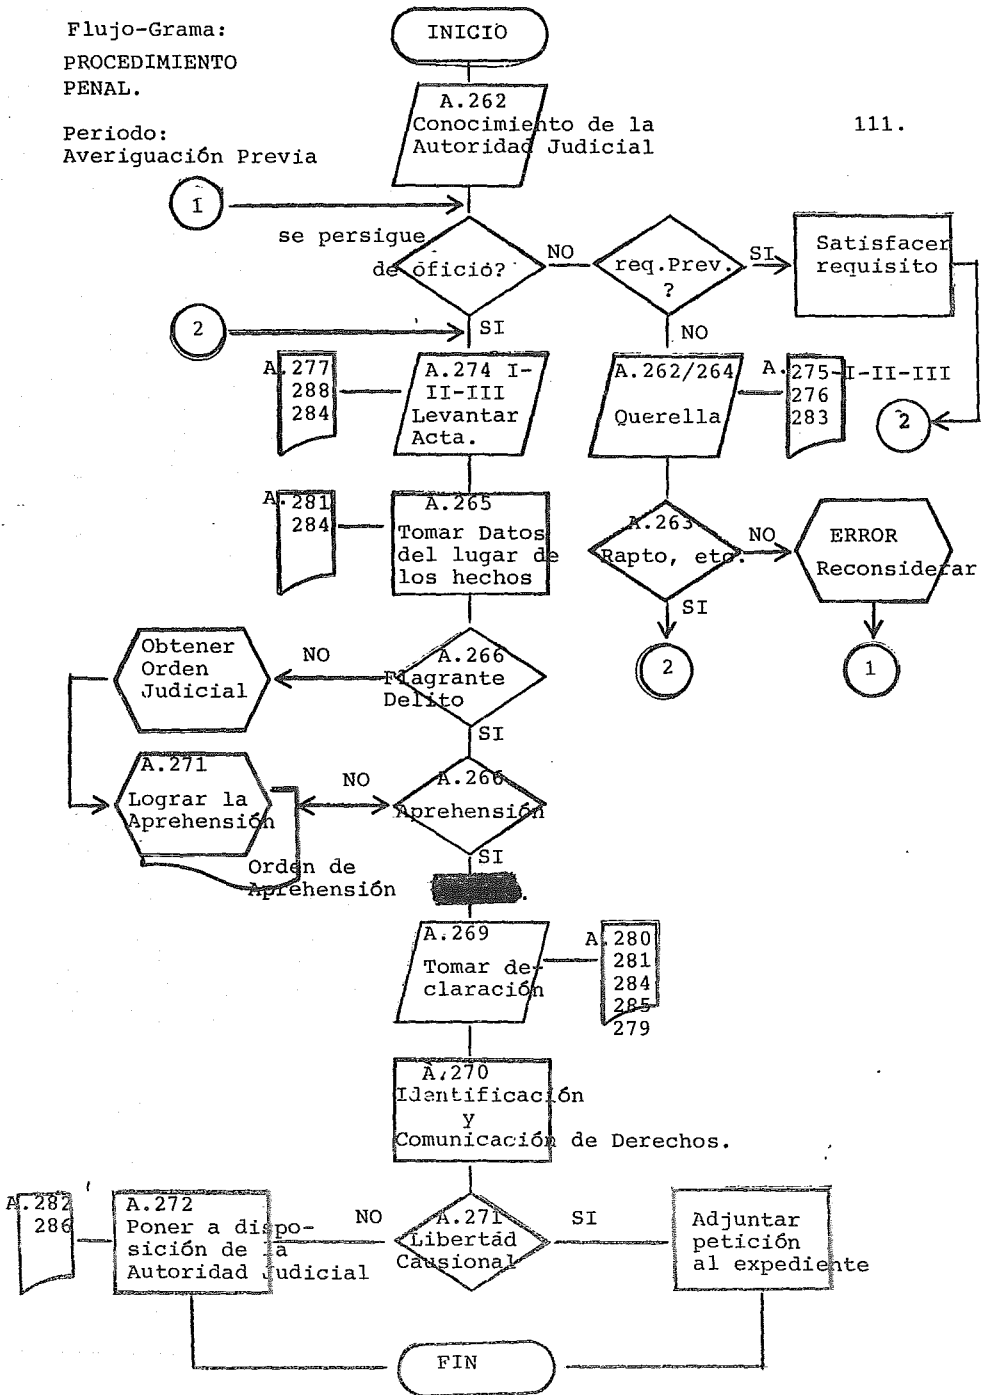 Flujo-Grama:
PROCEDIMIENTO
PENAL.
Periodo:
Averiguación Previa
111.
INICIO
A.262
Conocimiento de la
Autoridad Judicial
1
se persigue
de oficio?
NO
req.Prev.
?
SI
Satisfacer
requisito
2
SI
NO
A.277
288
284
A.274 I-
II-III
Levantar
Acta.
A.262/264
Querella
A.275-I-II-III
276
283
2
A.281
284
A.265
Tomar Datos
del lugar de
los hechos
A.263
Rapto, etc.
NO
ERROR
Reconsiderar
SI
2
1
Obtener
Orden
Judicial
NO
A.266
Flagrante
Delito
SI
A.271
Lograr la
Aprehensión
NO
A.266
Aprehensión
SI
Orden de
Aprehensión
A.269
Tomar de-
claración
A.280
281
284
285
279
A.270
Identificación
y
Comunicación de Derechos.
A.282
286
A.272
Poner a dispo-
sición de la
Autoridad Judicial
NO
A.271
Libertad
Causional
SI
Adjuntar
petición
al expediente
FIN